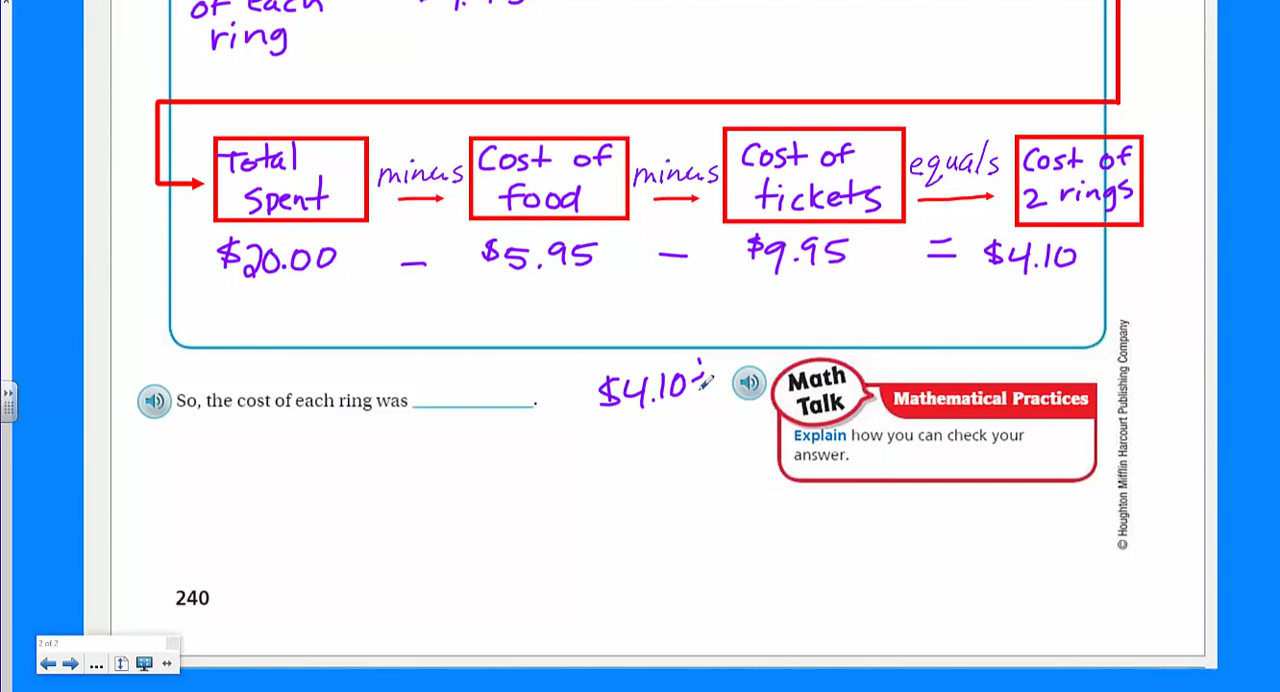 of each
ring
Total minus Cost of minus Cost of equals Cost of
spent food tickets 2 rings
$20.00 - $5.95 - $9.95 = $4.10
So, the cost of each ring was ____________. $4.10÷
Math
Talk
Mathematical Practices
Explain how you can check your
answer.
© Houghton Mifflin Harcourt Publishing Company
240
2 of 2